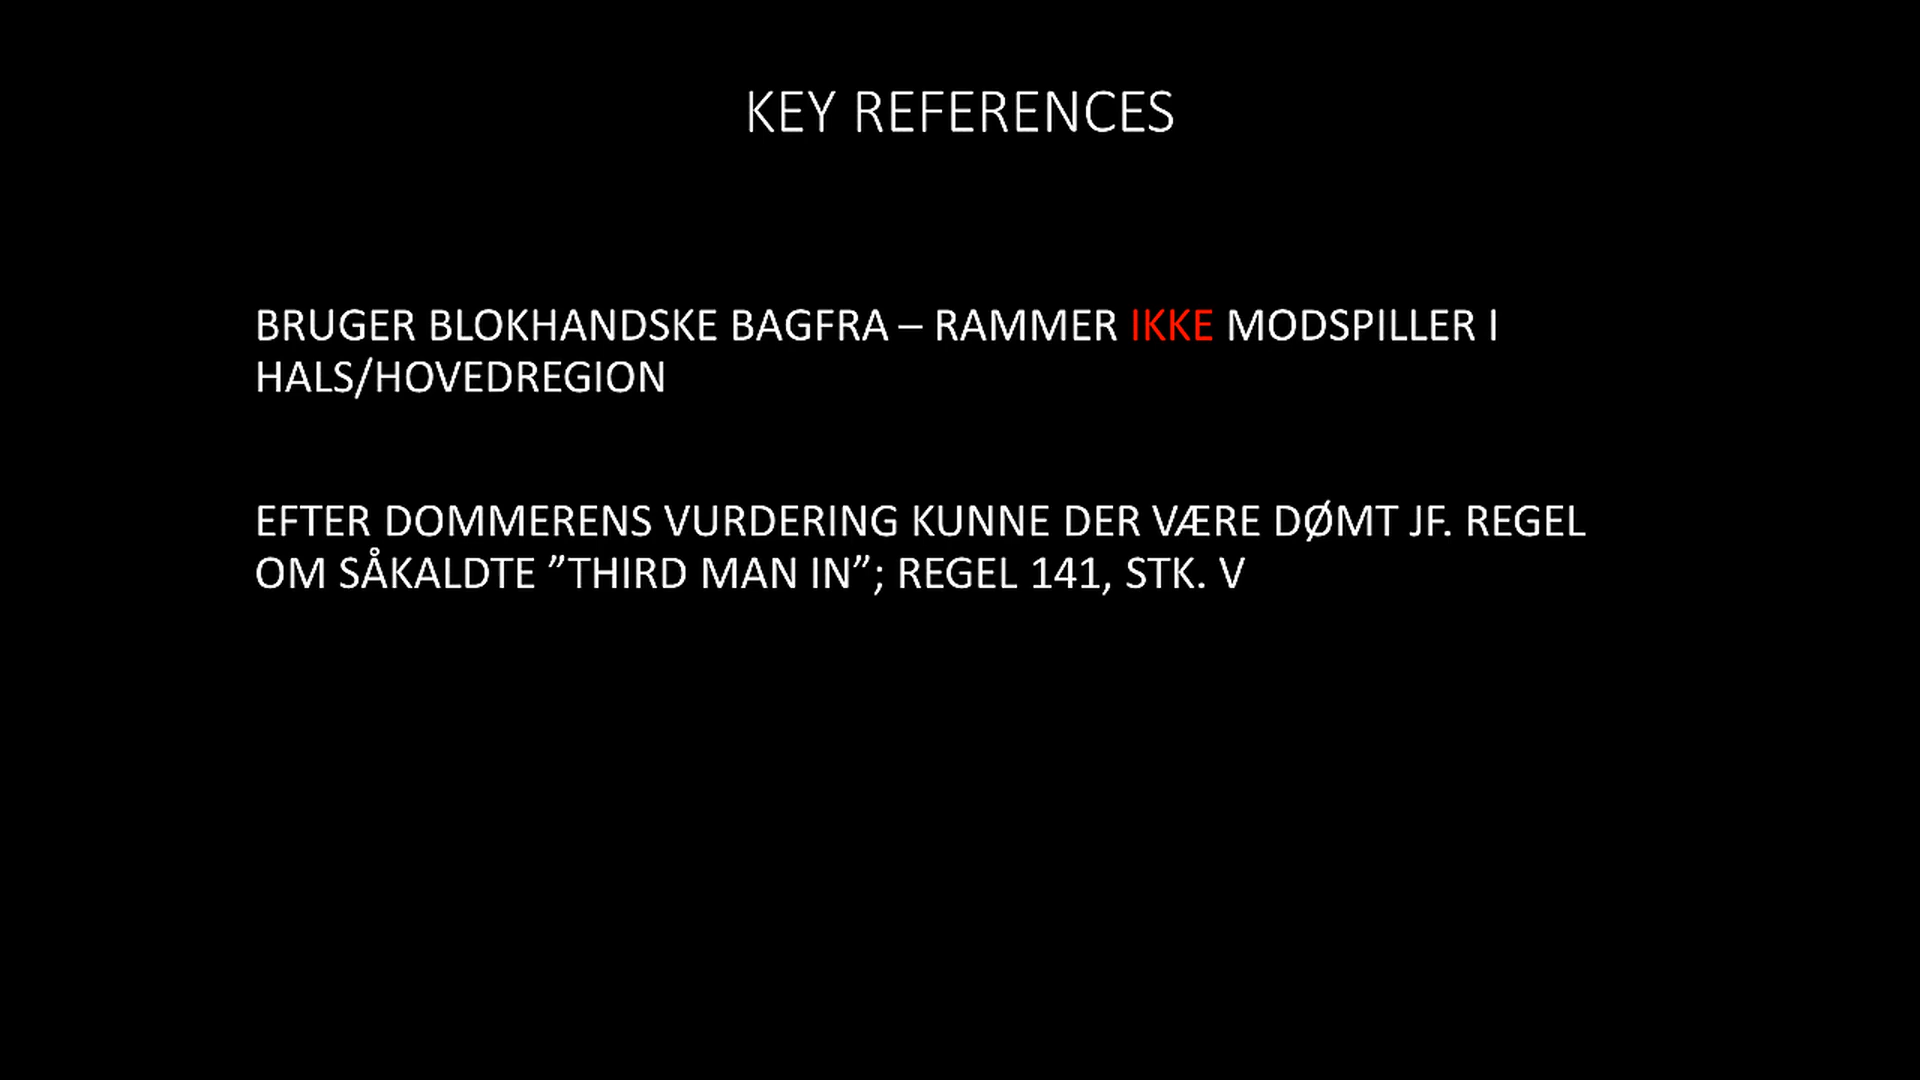 KEY REFERENCES
BRUGER BLOKHANDSKE BAGFRA – RAMMER IKKE MODSPILLER I
HALS/HOVEDREGION
EFTER DOMMERENS VURDERING KUNNE DER VÆRE DØMT JF. REGEL
OM SÅKALDTE ”THIRD MAN IN”; REGEL 141, STK. V